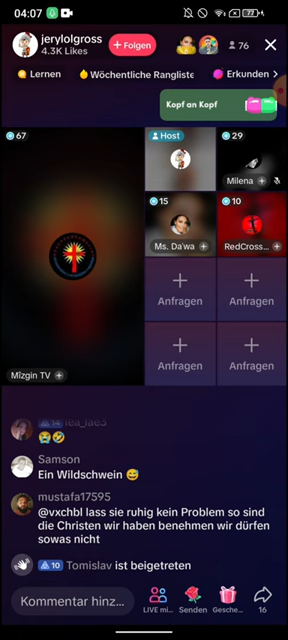 04:07
77
jerylolgross
4.3K Likes
+ Folgen
76
Lernen
Wöchentliche Rangliste
Erkunden
Kopf an Kopf
67
Host
29
Milena
15
10
Ms. Da'wa
RedCross...
Anfragen
Anfragen
Anfragen
Anfragen
Mîzgin TV
14 lea_lae3
Samson
Ein Wildschwein
mustafa17595
@vxchbl lass sie ruhig kein Problem so sind
die Christen wir haben benehmen wir dürfen
sowas nicht
10 Tomislav ist beigetreten
Kommentar hinz...
LIVE mi...
Senden
Gesche...
16